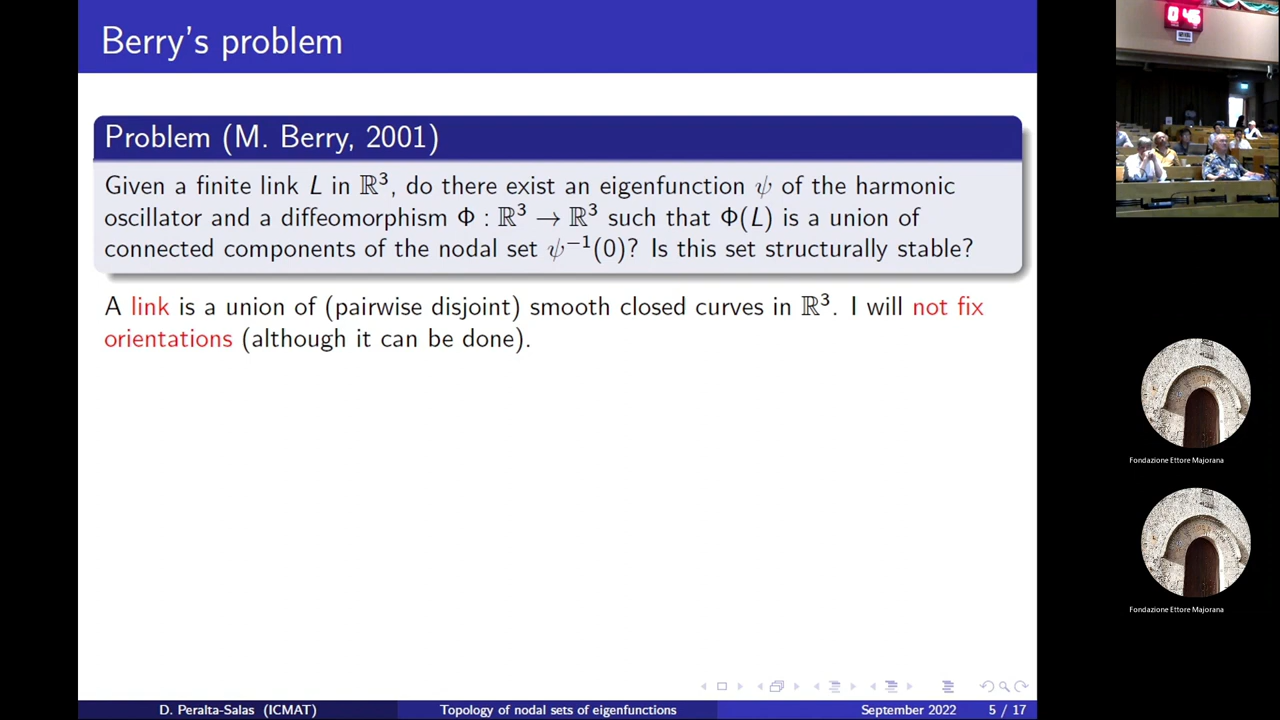 Berry's problem
Problem (M. Berry, 2001)
Given a finite link L in ℝ³, do there exist an eigenfunction ψ of the harmonic
oscillator and a diffeomorphism Φ : ℝ³ → ℝ³ such that Φ(L) is a union of
connected components of the nodal set ψ⁻¹(0)? Is this set structurally stable?
A link is a union of (pairwise disjoint) smooth closed curves in ℝ³. I will not fix
orientations (although it can be done).
D. Peralta-Salas (ICMAT) Topology of nodal sets of eigenfunctions September 2022 5 / 17
Fondazione Ettore Majorana
Fondazione Ettore Majorana